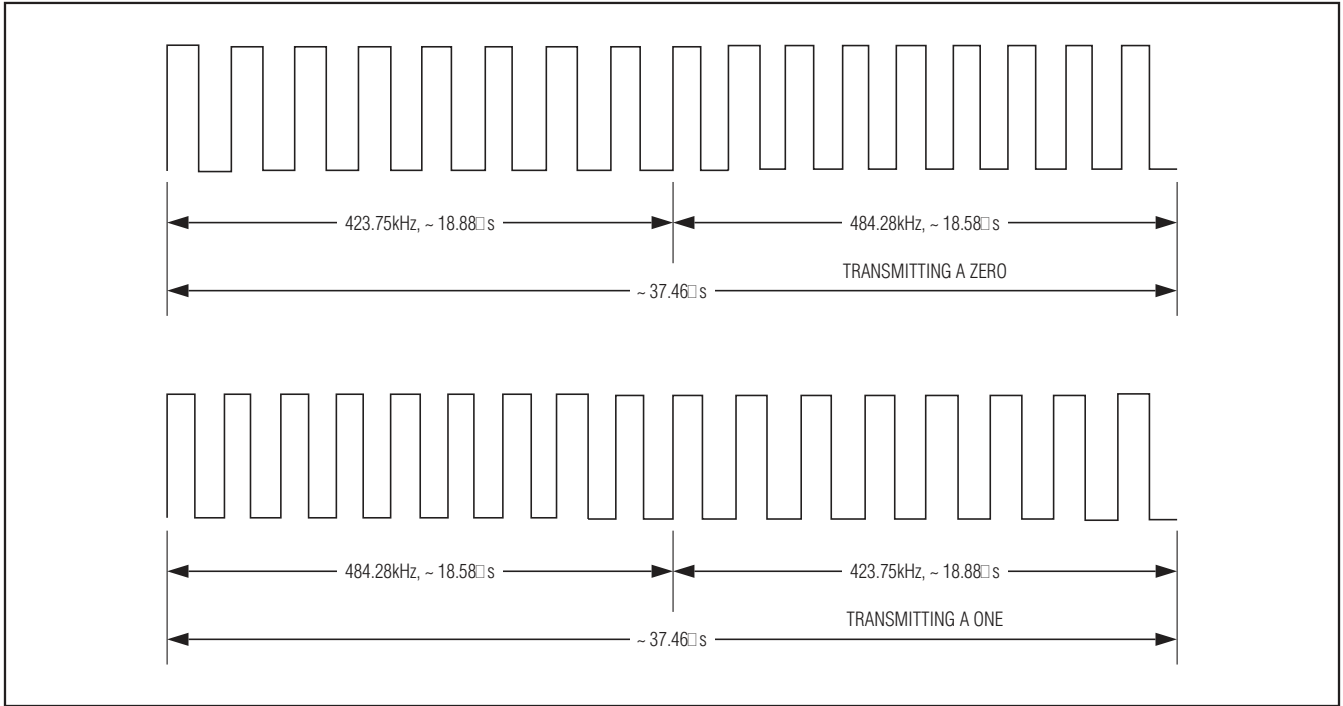 423.75kHz, ~ 18.88□s
484.28kHz, ~ 18.58□s
TRANSMITTING A ZERO
~ 37.46□s
484.28kHz, ~ 18.58□s
423.75kHz, ~ 18.88□s
TRANSMITTING A ONE
~ 37.46□s